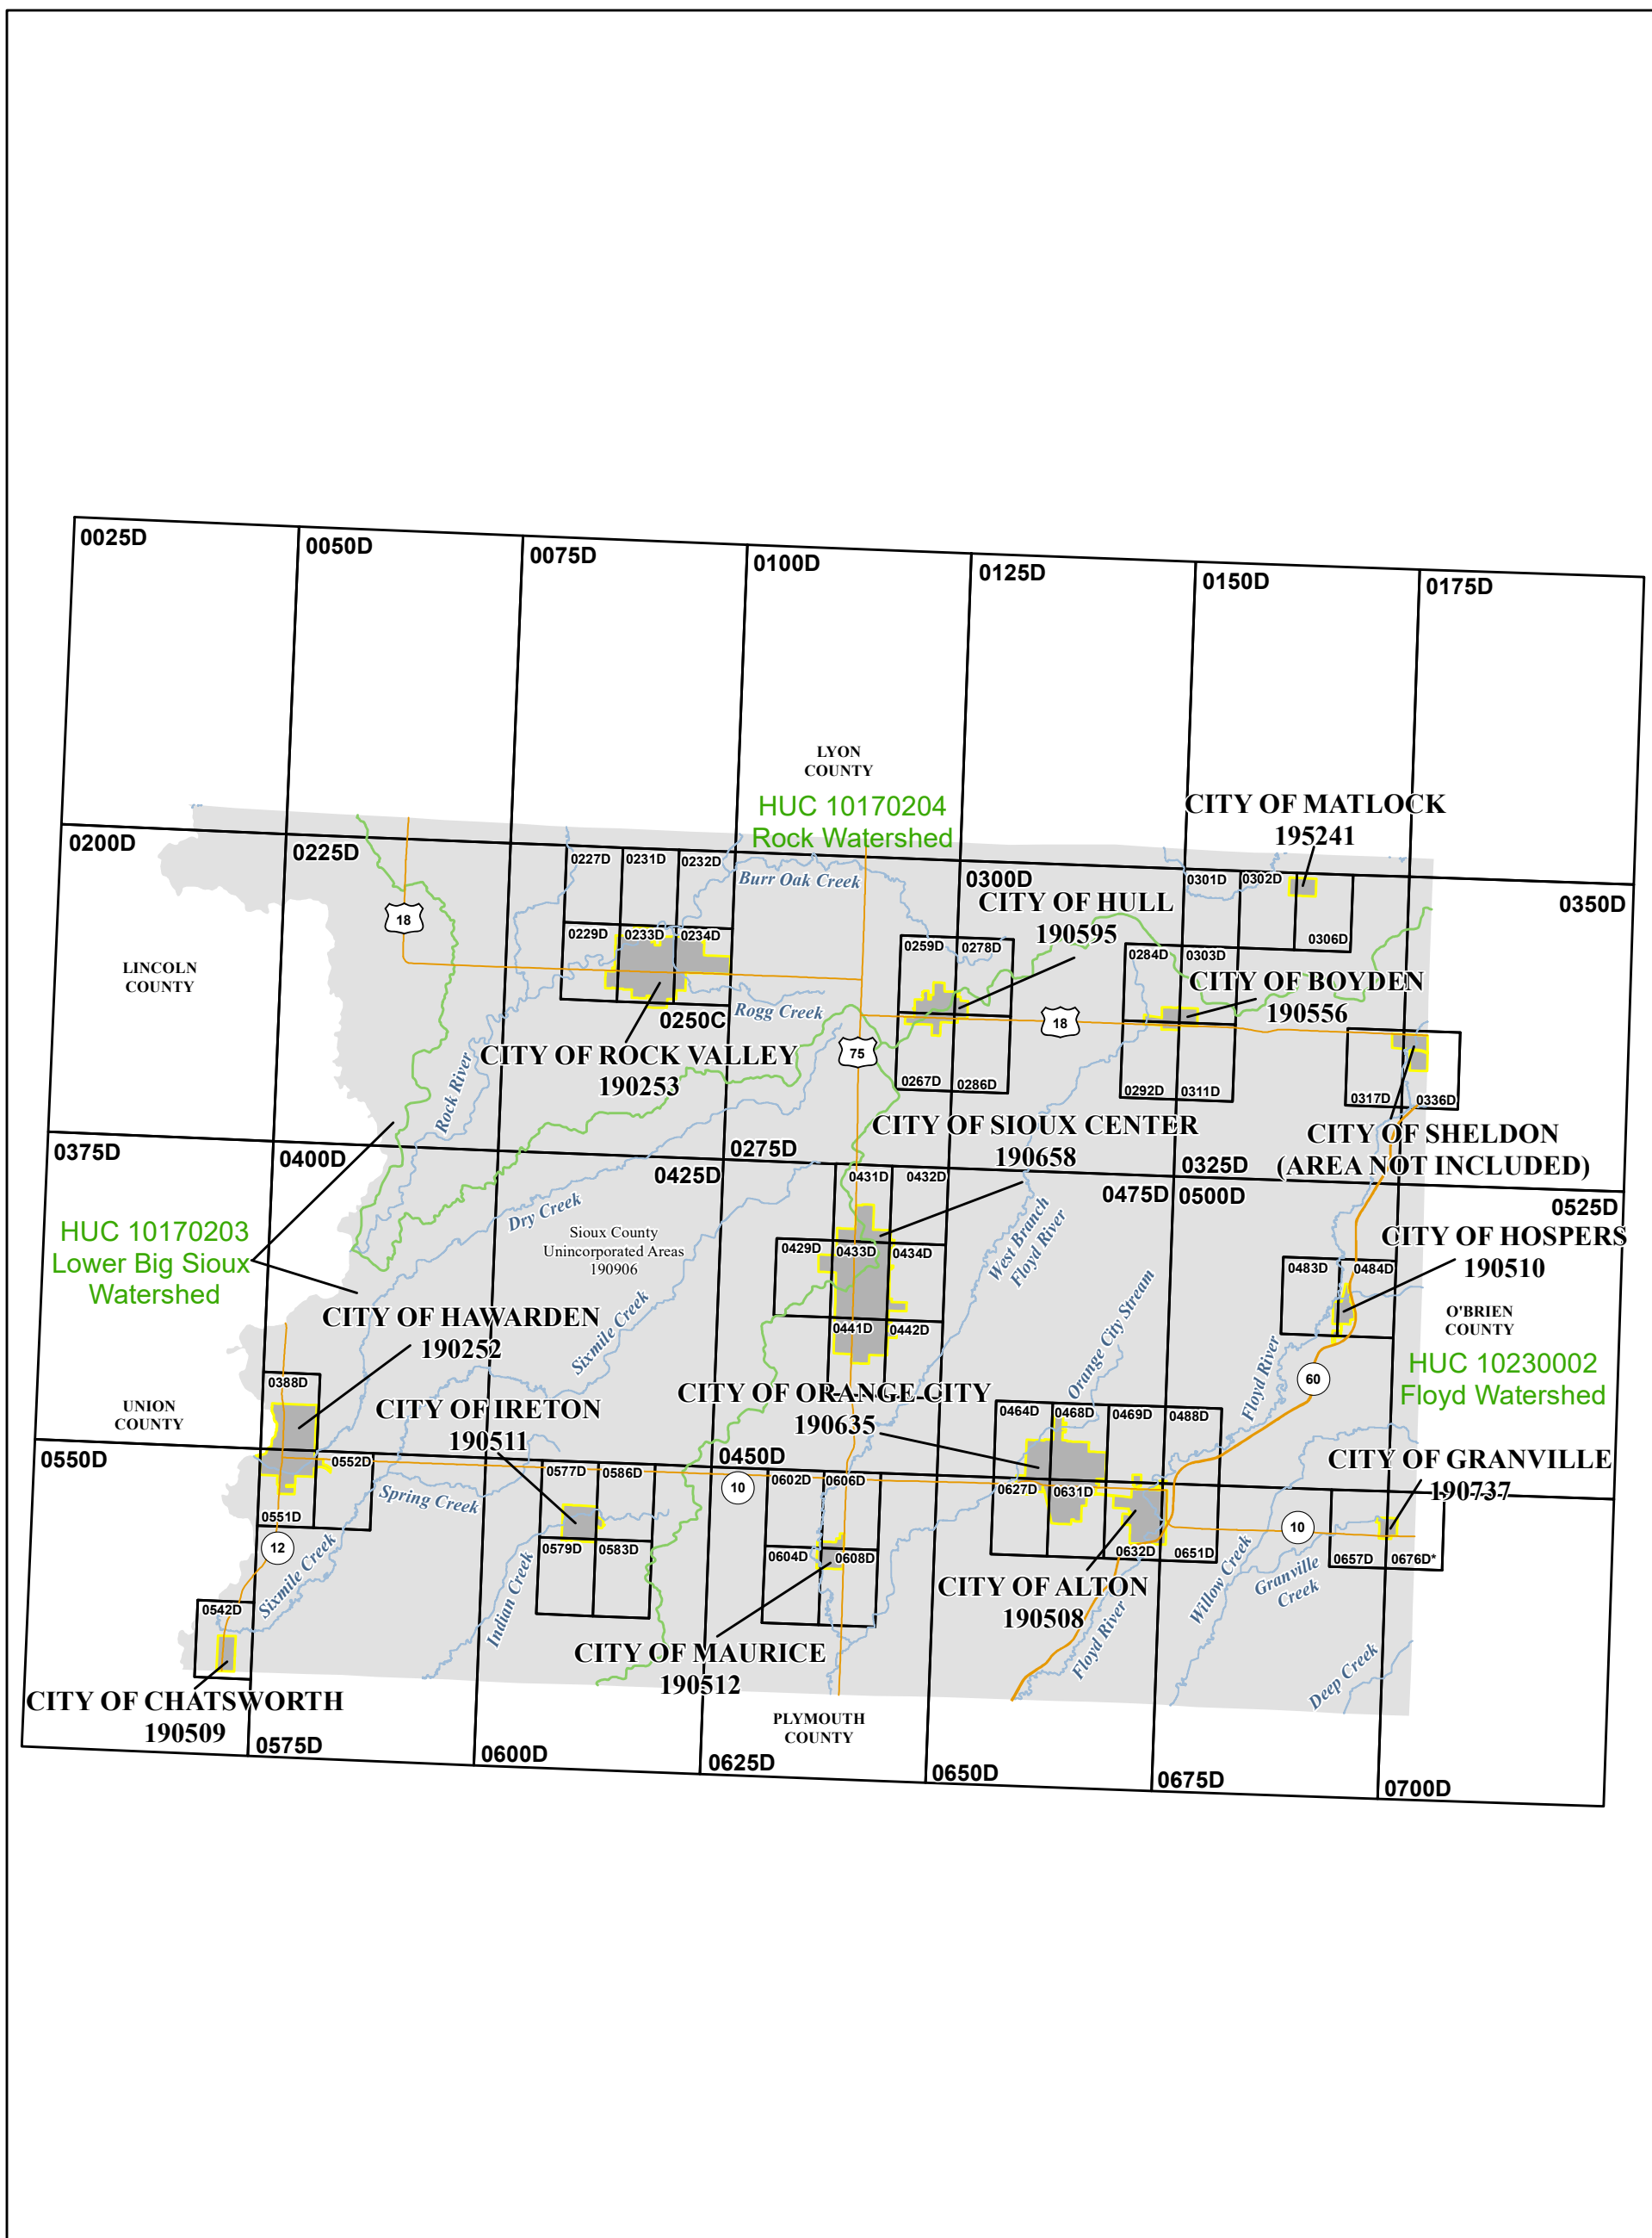 0025D
0050D
0075D
0100D
0125D
0150D
0175D
LYON
COUNTY
HUC 10170204
Rock Watershed
CITY OF MATLOCK
195241
0200D
0225D
0227D
0231D
0232D
Burr Oak Creek
0300D
0301D
0302D
0350D
CITY OF HULL
190595
18
0229D
0233D
0234D
0259D
0278D
0284D
0303D
0306D
LINCOLN
COUNTY
CITY OF BOYDEN
190556
Rogg Creek
0250C
18
75
CITY OF ROCK VALLEY
190253
Rock River
0267D
0286D
0292D
0311D
0317D
0336D
CITY OF SIOUX CENTER
190658
CITY OF SHELDON
(AREA NOT INCLUDED)
0375D
0400D
0425D
0275D
0431D
0432D
0475D
0325D
0500D
0525D
Dry Creek
Sioux County
Unincorporated Areas
190906
HUC 10170203
Lower Big Sioux
Watershed
0429D
0433D
0434D
West Branch
Floyd River
CITY OF HOSPERS
190510
0483D
0484D
O'BRIEN
COUNTY
HUC 10230002
Floyd Watershed
CITY OF HAWARDEN
190252
Sixmile Creek
0441D
0442D
Orange City Stream
Floyd River
60
0388D
UNION
COUNTY
CITY OF IRETON
190511
CITY OF ORANGE CITY
190635
0464D
0468D
0469D
0488D
0550D
0552D
0577D
0586D
0450D
10
0602D
0606D
0627D
0631D
CITY OF GRANVILLE
190737
Spring Creek
0551D
12
0579D
0583D
0604D
0608D
0632D
0651D
10
0657D
0676D*
Sixmile Creek
Indian Creek
CITY OF ALTON
190508
Willow Creek
Granville
Creek
0542D
CITY OF MAURICE
190512
Floyd River
Deep Creek
CITY OF CHATSWORTH
190509
PLYMOUTH
COUNTY
0575D
0600D
0625D
0650D
0675D
0700D